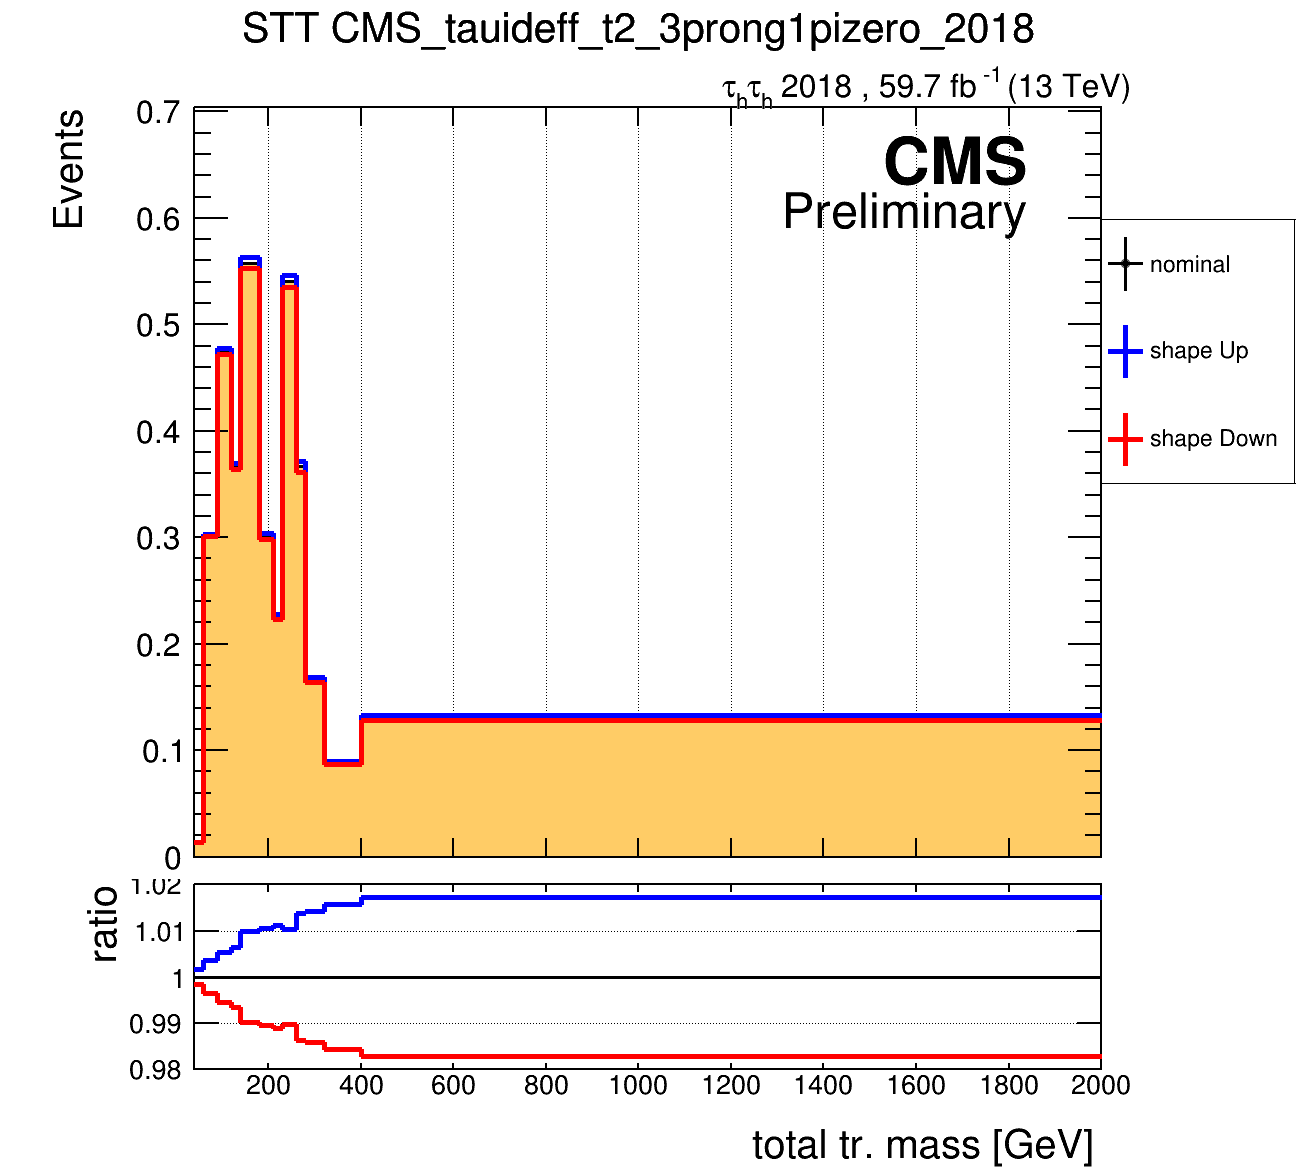 STT CMS_tauideff_t2_3prong1pizero_2018
τhτh 2018 , 59.7 fb -1 (13 TeV)
Events
0.7
0.6
0.5
0.4
0.3
0.2
0.1
0
CMS
Preliminary
nominal
shape Up
shape Down
ratio
1.02
1.01
1
0.99
0.98
200 400 600 800 1000 1200 1400 1600 1800 2000
total tr. mass [GeV]